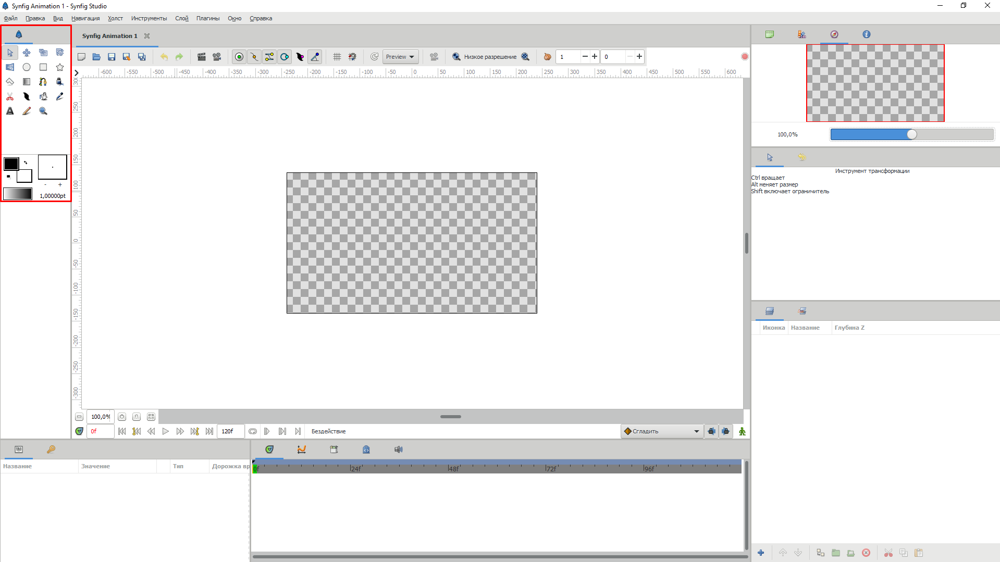 Synfig Animation 1 - Synfig Studio
Файл Правка Вид Навигация Холст Инструменты Слой Плагины Окно Справка
Synfig Animation 1
Preview Низкое разрешение 1 0
-600 -550 -500 -450 -400 -350 -300 -250 -200 -150 -100 -50 0 50 100 150 200 250 300 350 400 450 500 550 600
250
200
150
100
50
0
-50
-100
-150
-200
-250
-300
- +
1,00000pt
100,0%
Инструмент трансформации
Ctrl вращает
Alt меняет размер
Shift включает ограничитель
Иконка Название Глубина Z
100,0%
0f 120f Бездействие Сгладить
Название Значение Тип Дорожка вр
0f 24f 48f 72f 96f